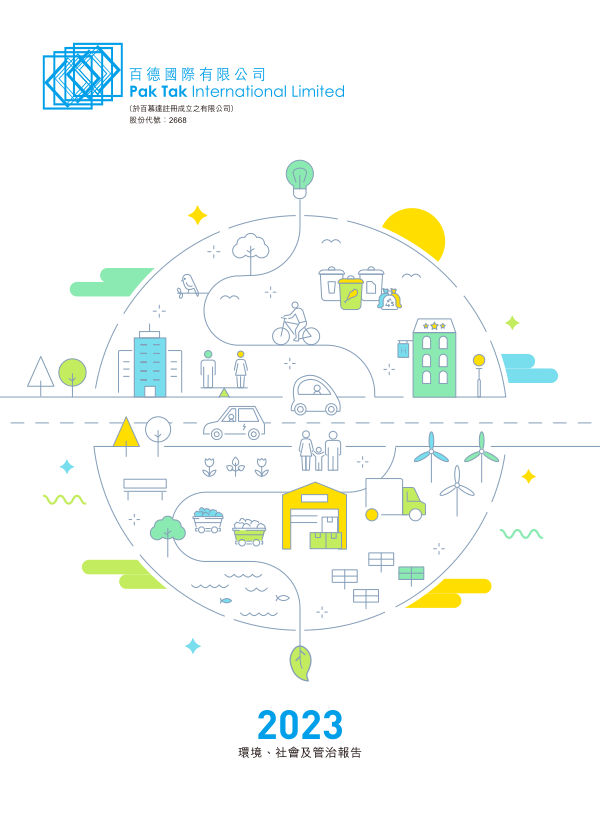 百德國際有限公司
Pak Tak International Limited
(於百慕達註冊成立之有限公司)
股份代號：2668
H
2023
環境、社會及管治報告